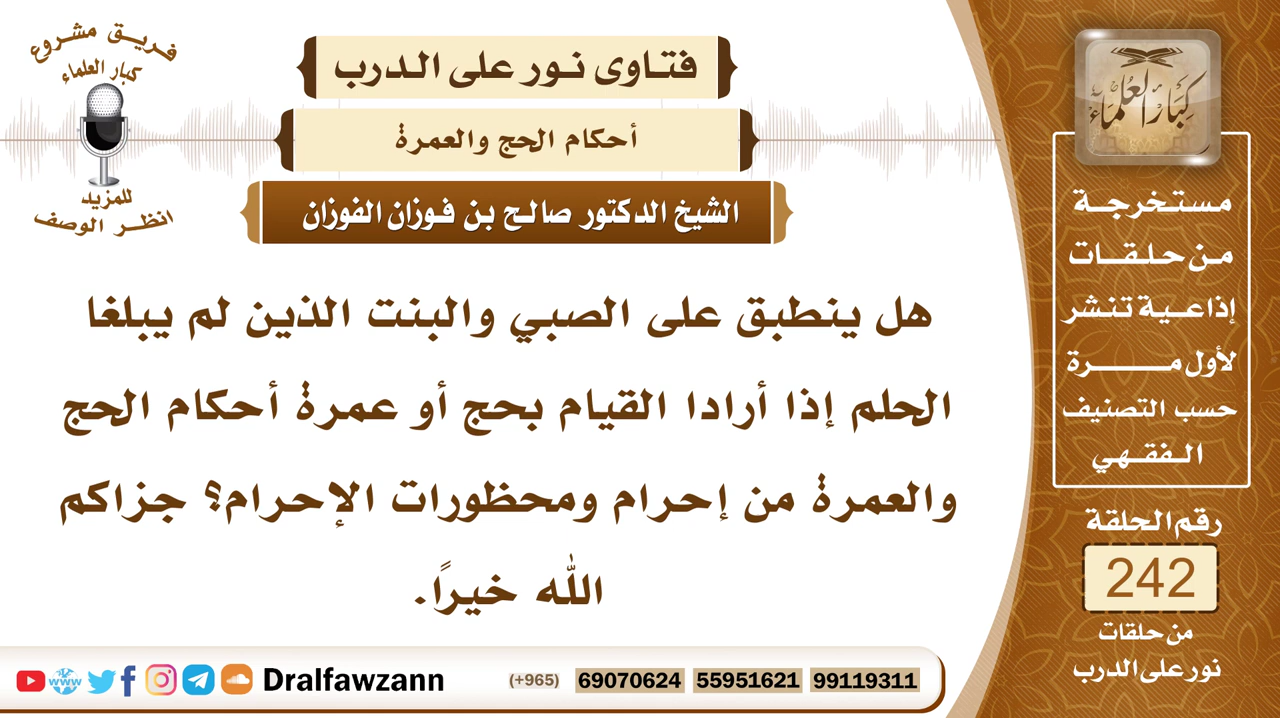 فتاوى نور على الدرب
أحكام الحج والعمرة
الشيخ الدكتور صالح بن فوزان الفوزان
هل ينطبق على الصبي والبنت الذين لم يبلغا
الحلم إذا أرادا القيام بحج أو عمرة أحكام الحج
والعمرة من إحرام ومحظورات الإحرام؟ جزاكم
الله خيرًا.
فريق مشروع
كبار العلماء
للمزيد
انظر الوصف
كبار العلماء
مستخرجة
من حلقات
إذاعية تنشر
لأول مرة
حسب التصنيف
الفقهي
رقم الحلقة
242
من حلقات
نور على الدرب
www
Dralfawzann (+965) 69070624 55951621 99119311